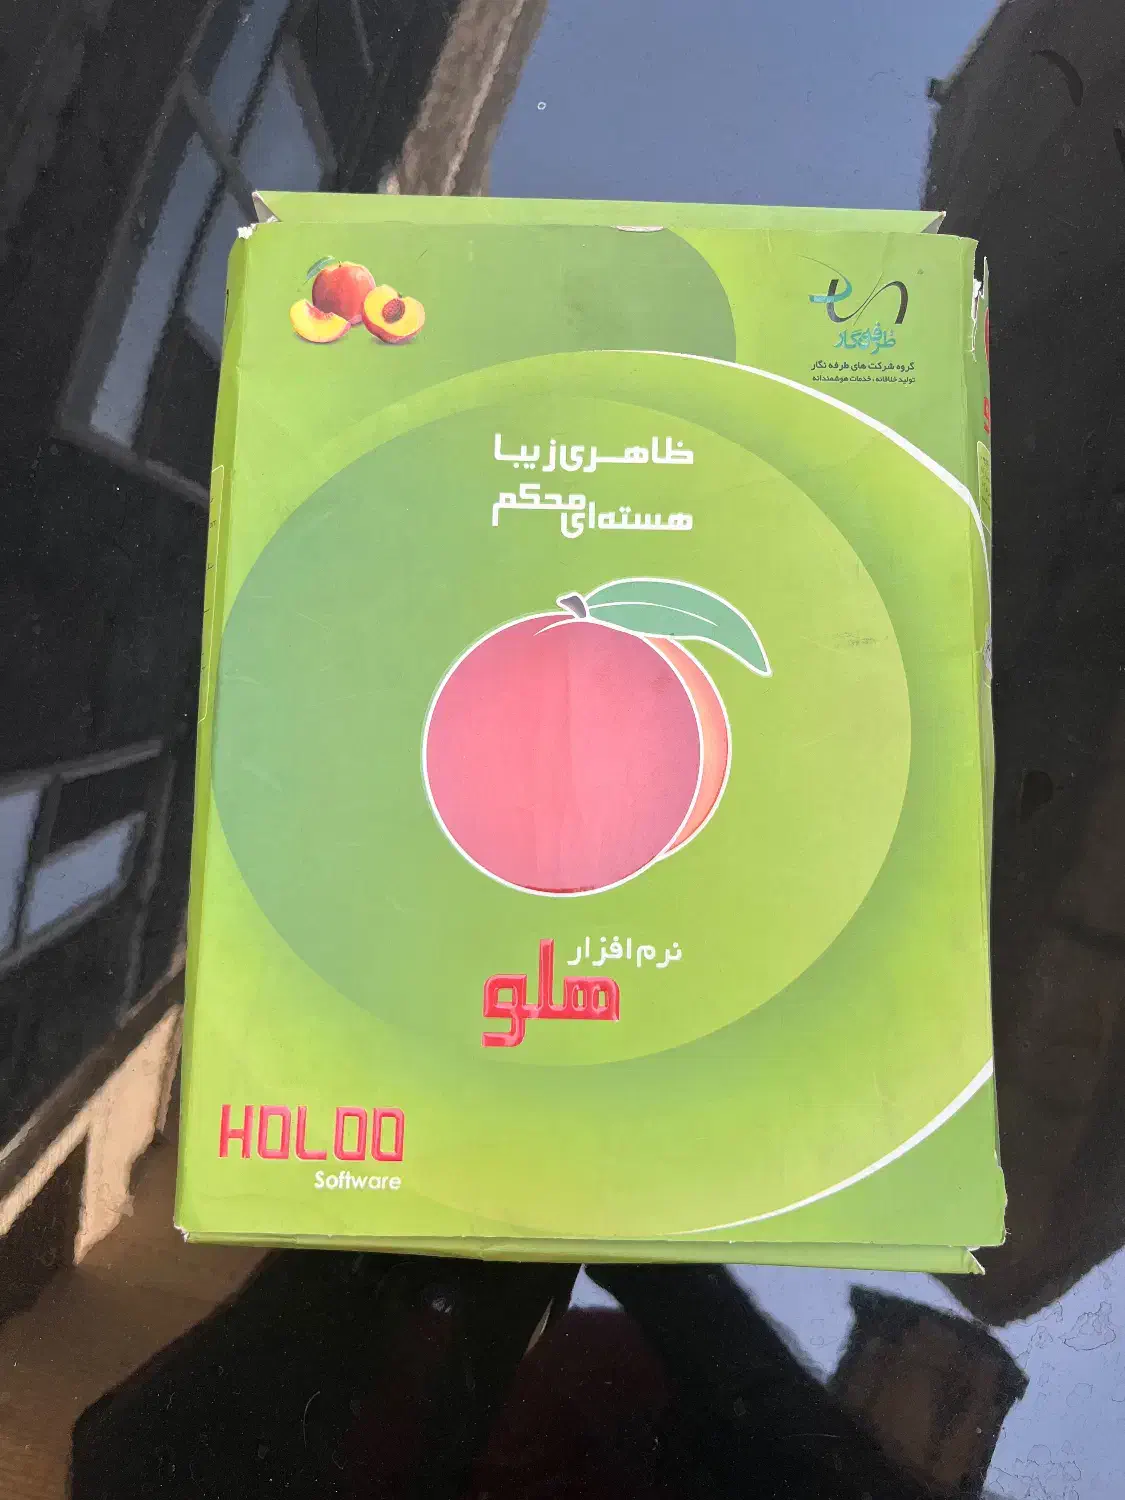 طرفه نگار
گروه شرکت های طرفه نگار
تولید خلاقانه ، خدمات هوشمندانه
ظاهری زیبا
هسته‌ای محکم
نرم افزار
هلو
HOLOO
Software